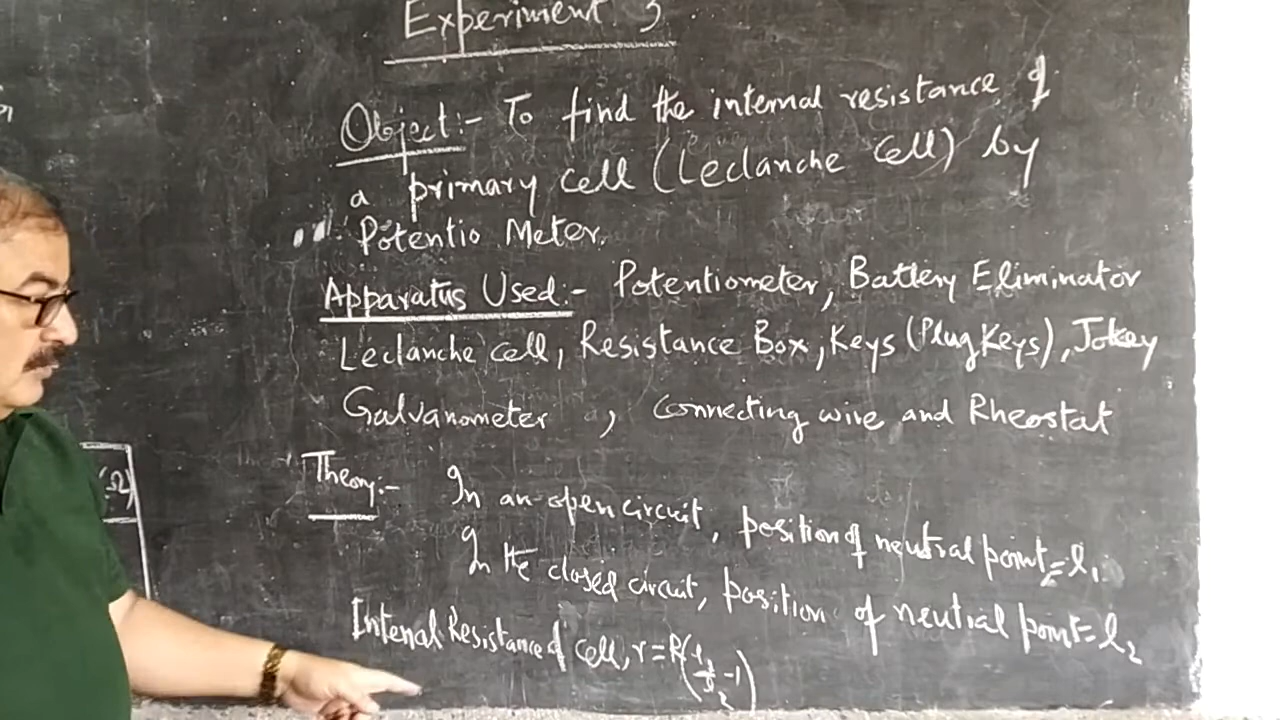 Experiment 3
Object:- To find the internal resistance of
a primary cell (Leclanche Cell) by
Potentio Meter.
Apparatus Used:- Potentiometer, Battery Eliminator
Leclanche cell, Resistance Box, Keys (Plug Keys), Jokey
Galvanometer , Connecting wire and Rheostat
Theory:- In an open circuit, position of neutral point = l₁
In the closed circuit, position of neutral point = l₂
Internal Resistance of cell, r = R(l₁/l₂ - 1)
(Ω)